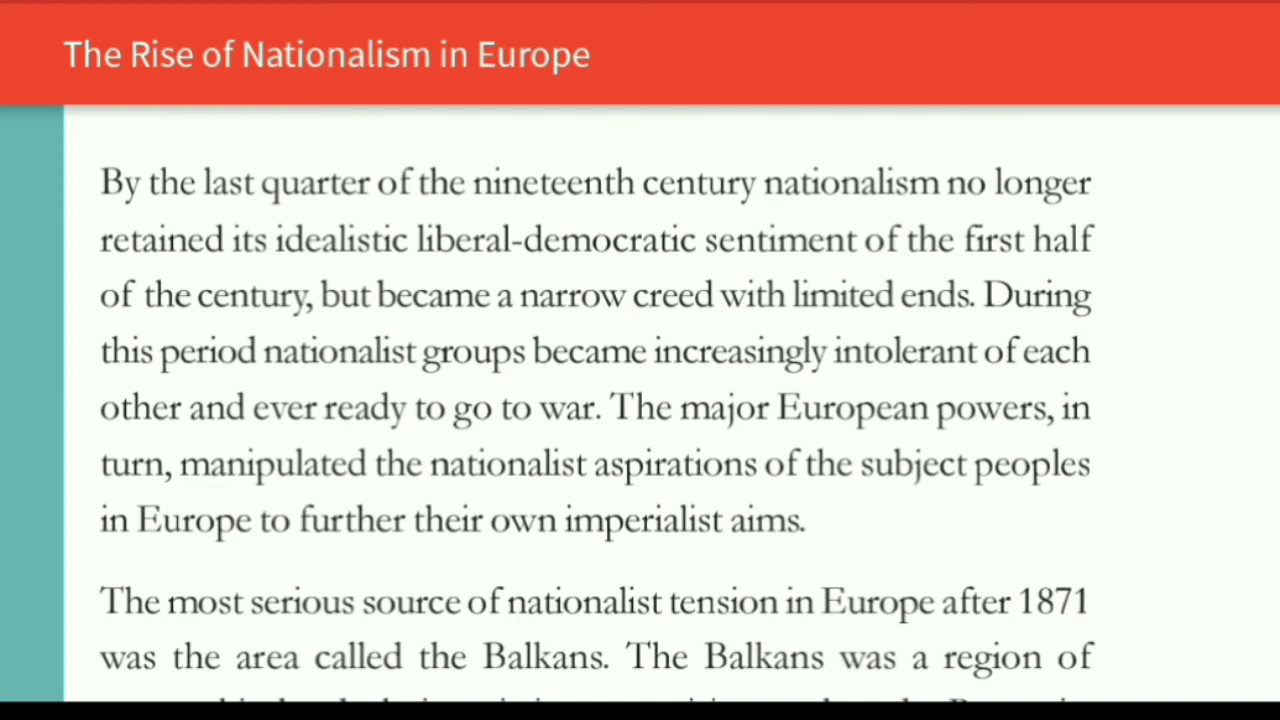 The Rise of Nationalism in Europe
By the last quarter of the nineteenth century nationalism no longer
retained its idealistic liberal-democratic sentiment of the first half
of the century, but became a narrow creed with limited ends. During
this period nationalist groups became increasingly intolerant of each
other and ever ready to go to war. The major European powers, in
turn, manipulated the nationalist aspirations of the subject peoples
in Europe to further their own imperialist aims.
The most serious source of nationalist tension in Europe after 1871
was the area called the Balkans. The Balkans was a region of